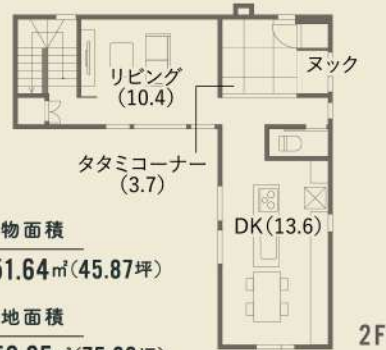 リビング
(10.4)
ヌック
タタミコーナー
(3.7)
DK(13.6)
物面積
51.64㎡(45.87坪)
地面積
2F